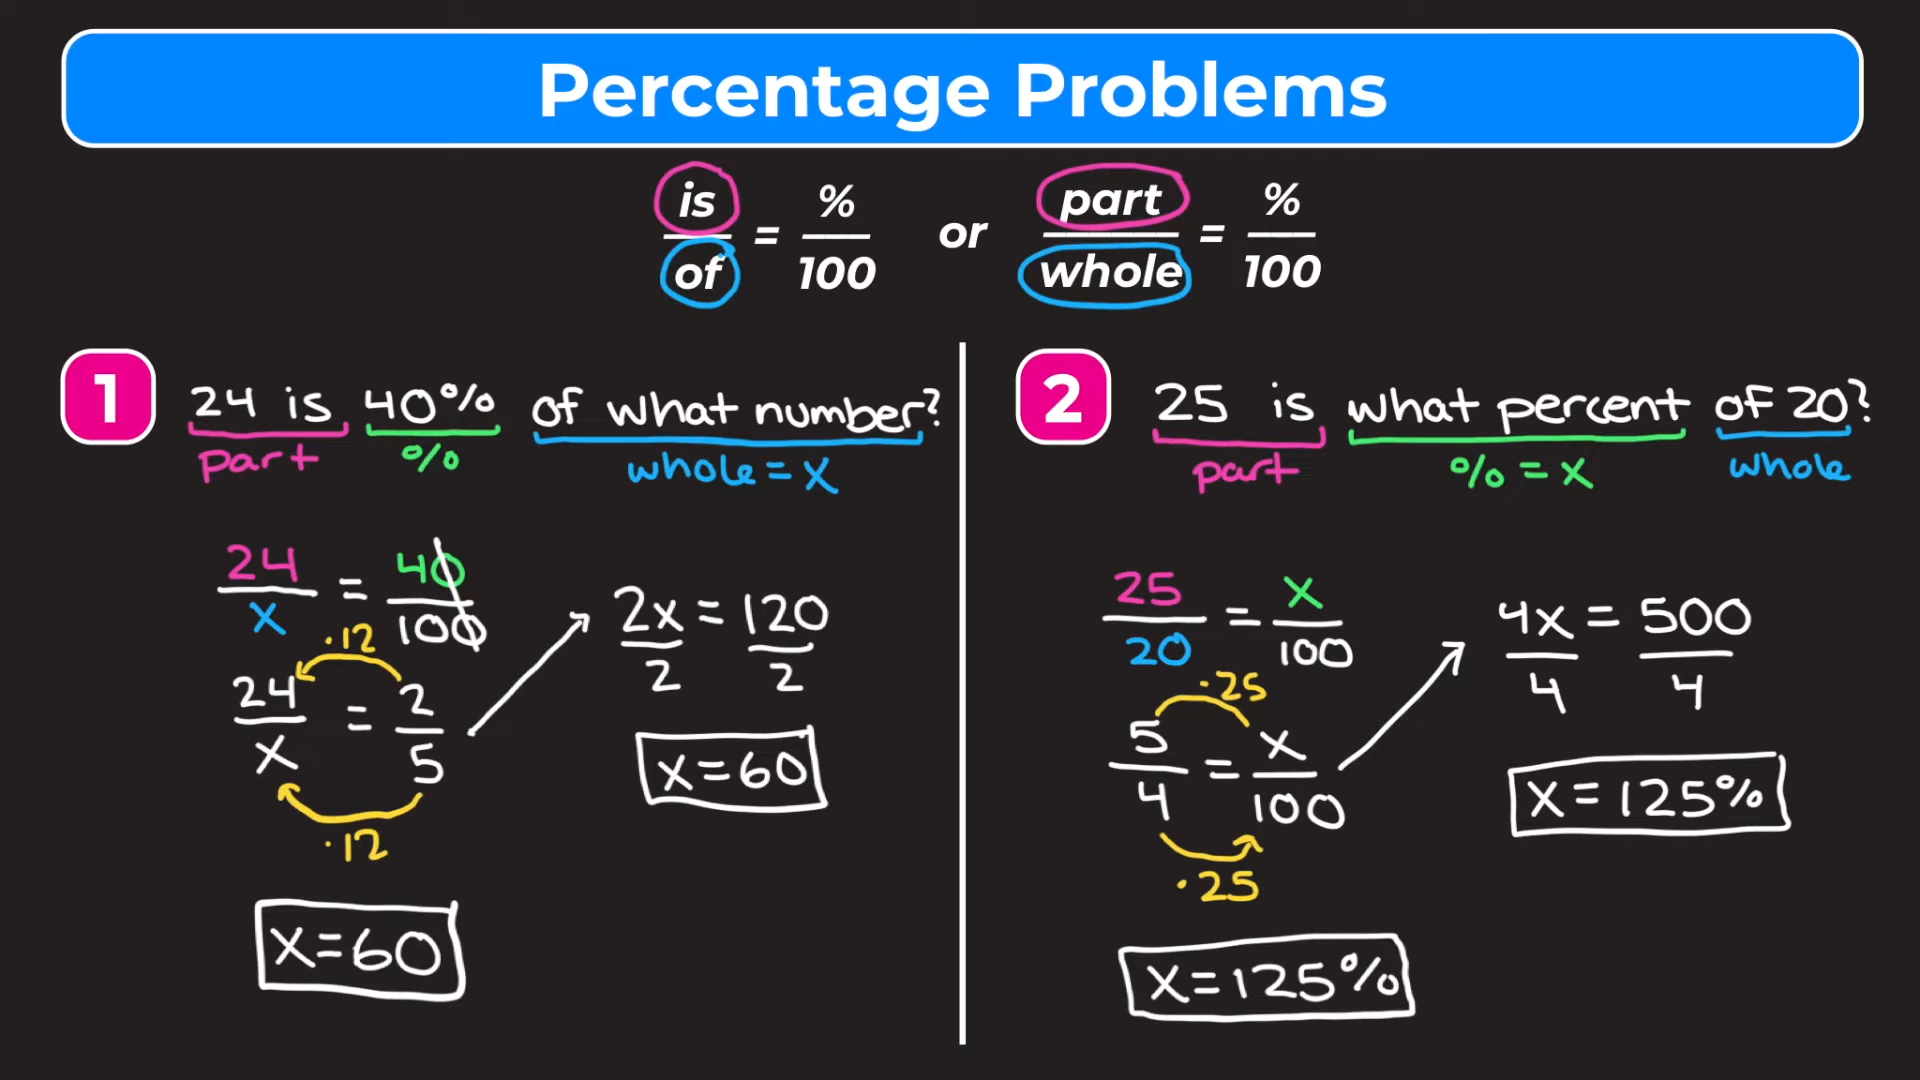 Percentage Problems
is/of = %/100 or part/whole = %/100
1 24 is 40% of what number?
part % whole = x
24/x = 40/100
·12
24/x = 2/5
·12
x=60
2x/2 = 120/2
x=60
2 25 is what percent of 20?
part % = x whole
25/20 = x/100
·25
5/4 = x/100
·25
x=125%
4x/4 = 500/4
x=125%